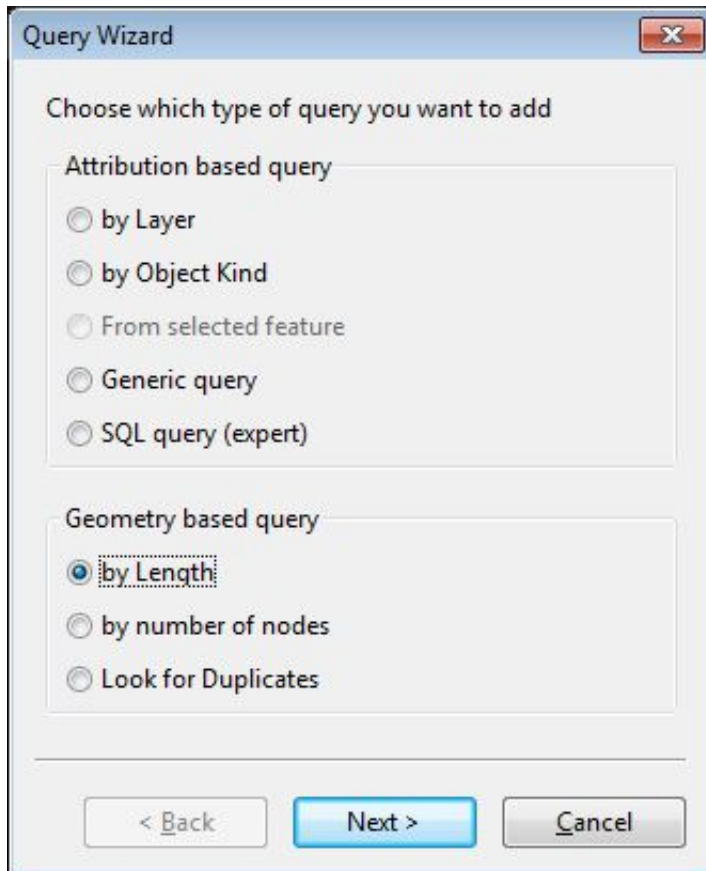 Query Wizard
Choose which type of query you want to add
Attribution based query
by Layer
by Object Kind
From selected feature
Generic query
SQL query (expert)
Geometry based query
by Length
by number of nodes
Look for Duplicates
< Back
Next >
Cancel